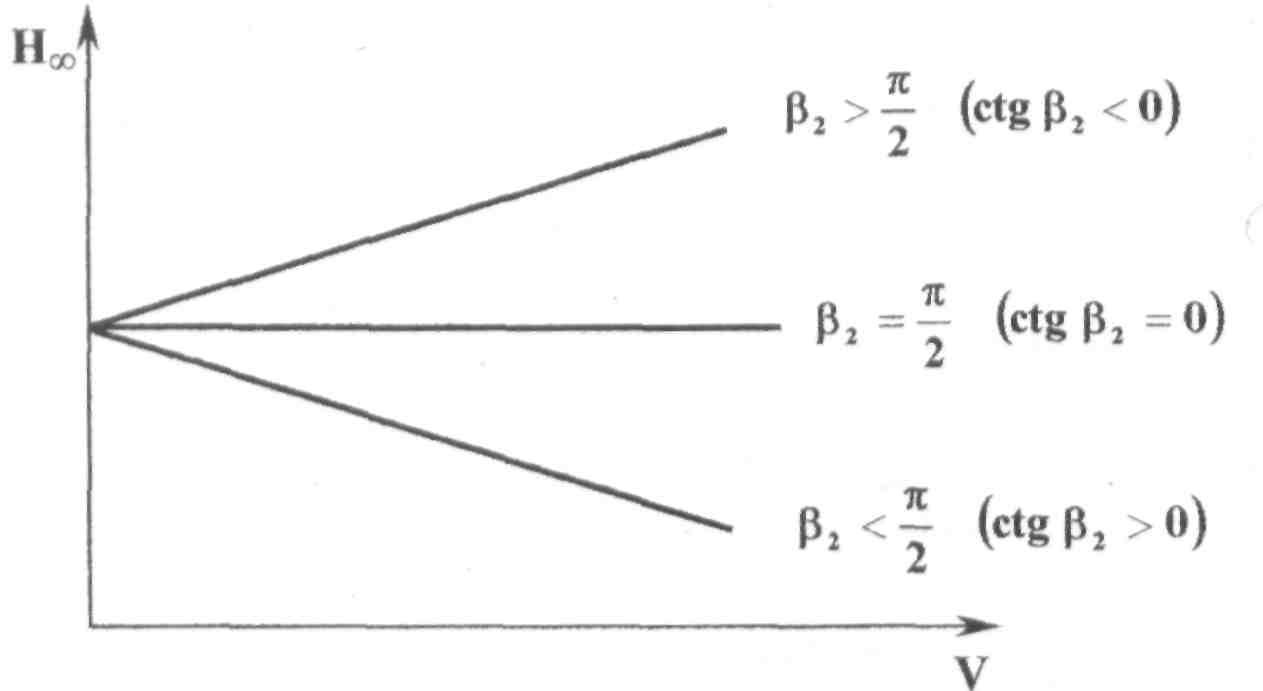 H∞
β₂ > π/2 (ctg β₂ < 0)
β₂ = π/2 (ctg β₂ = 0)
β₂ < π/2 (ctg β₂ > 0)
V